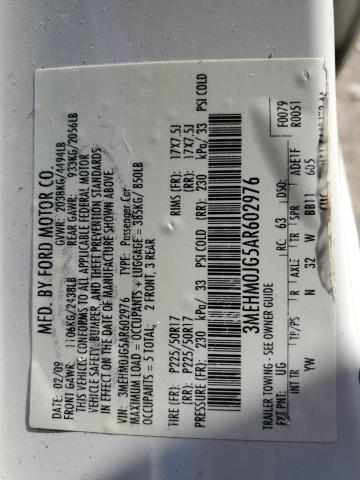 MFD. BY FORD MOTOR CO.
DATE: 02/09 GVWR: 2038KG/4494LB
FRONT GAWR: 1106KG/2438LB REAR GAWR: 933KG/2056LB
THIS VEHICLE CONFORMS TO ALL APPLICABLE FEDERAL MOTOR
VEHICLE SAFETY, BUMPER, AND THEFT PREVENTION STANDARDS
IN EFFECT ON THE DATE OF MANUFACTURE SHOWN ABOVE.
VIN: 3MEHM0JG5AR602976 TYPE: Passenger Car
MAXIMUM LOAD = OCCUPANTS + LUGGAGE = 385KG/ 850LB
OCCUPANTS = 5 TOTAL: 2 FRONT, 3 REAR
TIRE (FR): P225/50R17 RIMS (FR): 17X7.5J
TIRE (RR): P225/50R17 (RR): 17X7.5J
PRESSURE (FR): 230 kPa/ 33 PSI COLD
(RR): 230 kPa/ 33 PSI COLD
3MEHM0JG5AR602976
F0079
R0051
TRAILER TOWING - SEE OWNER GUIDE
EXT PNT: UG RC: 63 DSO:
INT TR TP/PS R AXLE TR SPR
YW N 32 W BB11 6D5